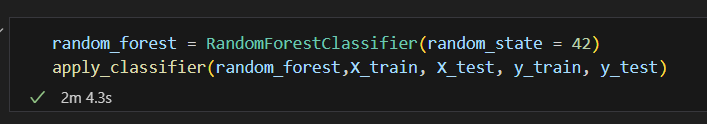 random_forest = RandomForestClassifier(random_state = 42)
apply_classifier(random_forest,X_train, X_test, y_train, y_test)
2m 4.3s